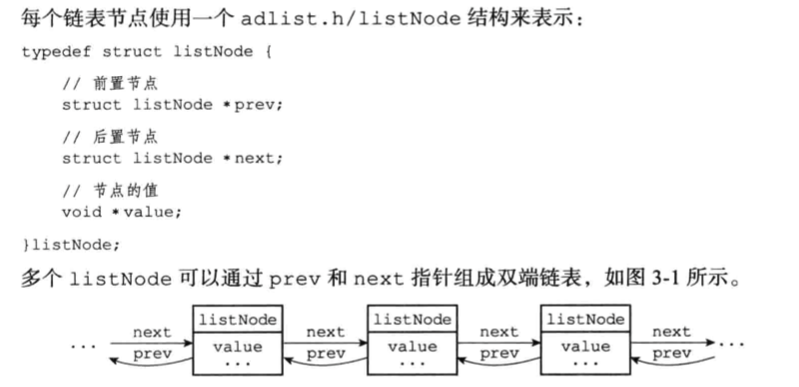 每个链表节点使用一个 adlist.h/listNode 结构来表示：
typedef struct listNode {
// 前置节点
struct listNode *prev;
// 后置节点
struct listNode *next;
// 节点的值
void *value;
}listNode;
多个 listNode 可以通过 prev 和 next 指针组成双端链表，如图 3-1 所示。
listNode listNode listNode
next next next next
... value value value ...
prev prev prev prev
... ... ...